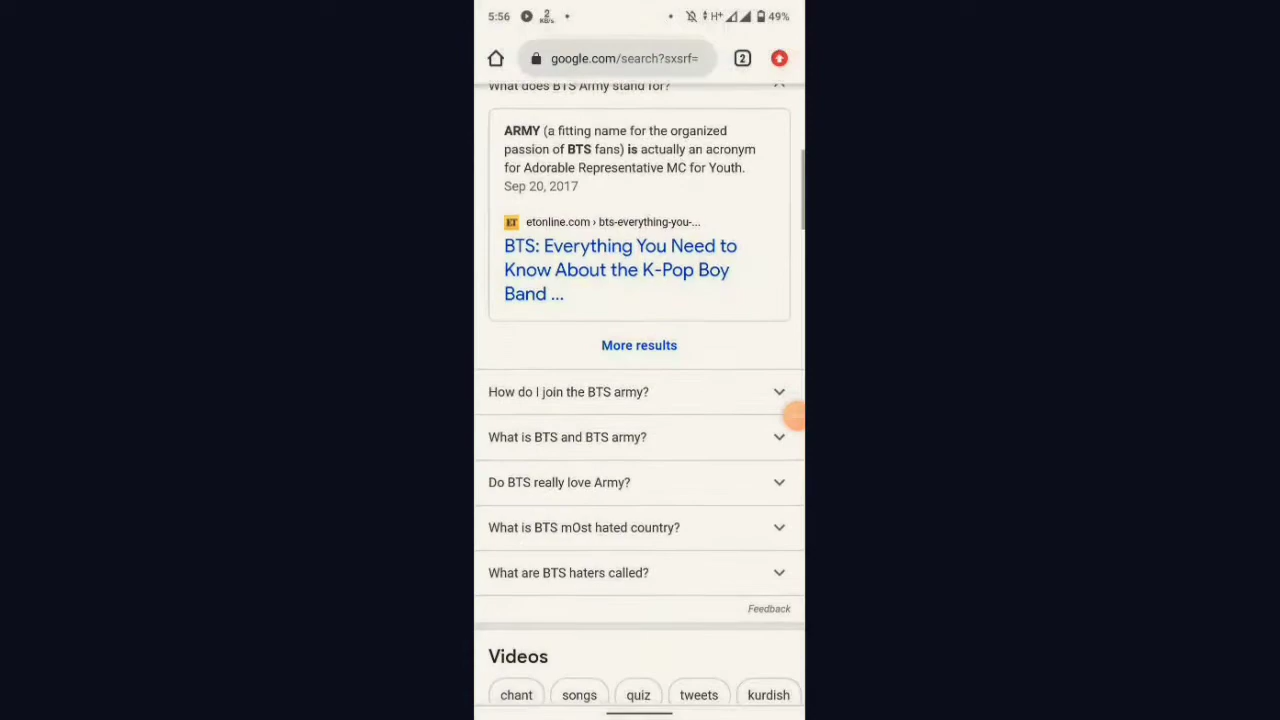 5:56 2 KB/s H+ 49%
google.com/search?sxsrf= 2
What does BTS Army stand for?
ARMY (a fitting name for the organized
passion of BTS fans) is actually an acronym
for Adorable Representative MC for Youth.
Sep 20, 2017
ET etonline.com › bts-everything-you-...
BTS: Everything You Need to
Know About the K-Pop Boy
Band ...
More results
How do I join the BTS army?
What is BTS and BTS army?
Do BTS really love Army?
What is BTS mOst hated country?
What are BTS haters called?
Feedback
Videos
chant songs quiz tweets kurdish